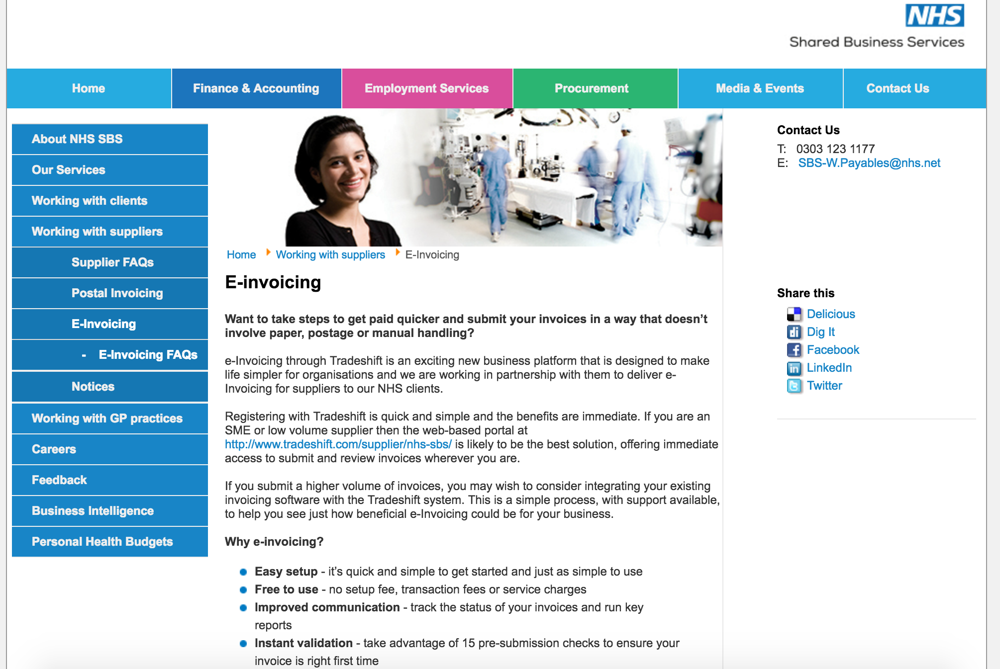 NHS
Shared Business Services
Home
Finance & Accounting
Employment Services
Procurement
Media & Events
Contact Us
About NHS SBS
Our Services
Working with clients
Working with suppliers
Supplier FAQs
Postal Invoicing
E-Invoicing
- E-Invoicing FAQs
Notices
Working with GP practices
Careers
Feedback
Business Intelligence
Personal Health Budgets
Home Working with suppliers E-Invoicing
E-invoicing
Want to take steps to get paid quicker and submit your invoices in a way that doesn’t
involve paper, postage or manual handling?
e-Invoicing through Tradeshift is an exciting new business platform that is designed to make
life simpler for organisations and we are working in partnership with them to deliver e-
Invoicing for suppliers to our NHS clients.
Registering with Tradeshift is quick and simple and the benefits are immediate. If you are an
SME or low volume supplier then the web-based portal at
http://www.tradeshift.com/supplier/nhs-sbs/ is likely to be the best solution, offering immediate
access to submit and review invoices wherever you are.
If you submit a higher volume of invoices, you may wish to consider integrating your existing
invoicing software with the Tradeshift system. This is a simple process, with support available,
to help you see just how beneficial e-Invoicing could be for your business.
Why e-invoicing?
Easy setup - it’s quick and simple to get started and just as simple to use
Free to use - no setup fee, transaction fees or service charges
Improved communication - track the status of your invoices and run key
reports
Instant validation - take advantage of 15 pre-submission checks to ensure your
invoice is right first time
Contact Us
T: 0303 123 1177
E: SBS-W.Payables@nhs.net
Share this
Delicious
Dig It
Facebook
LinkedIn
Twitter